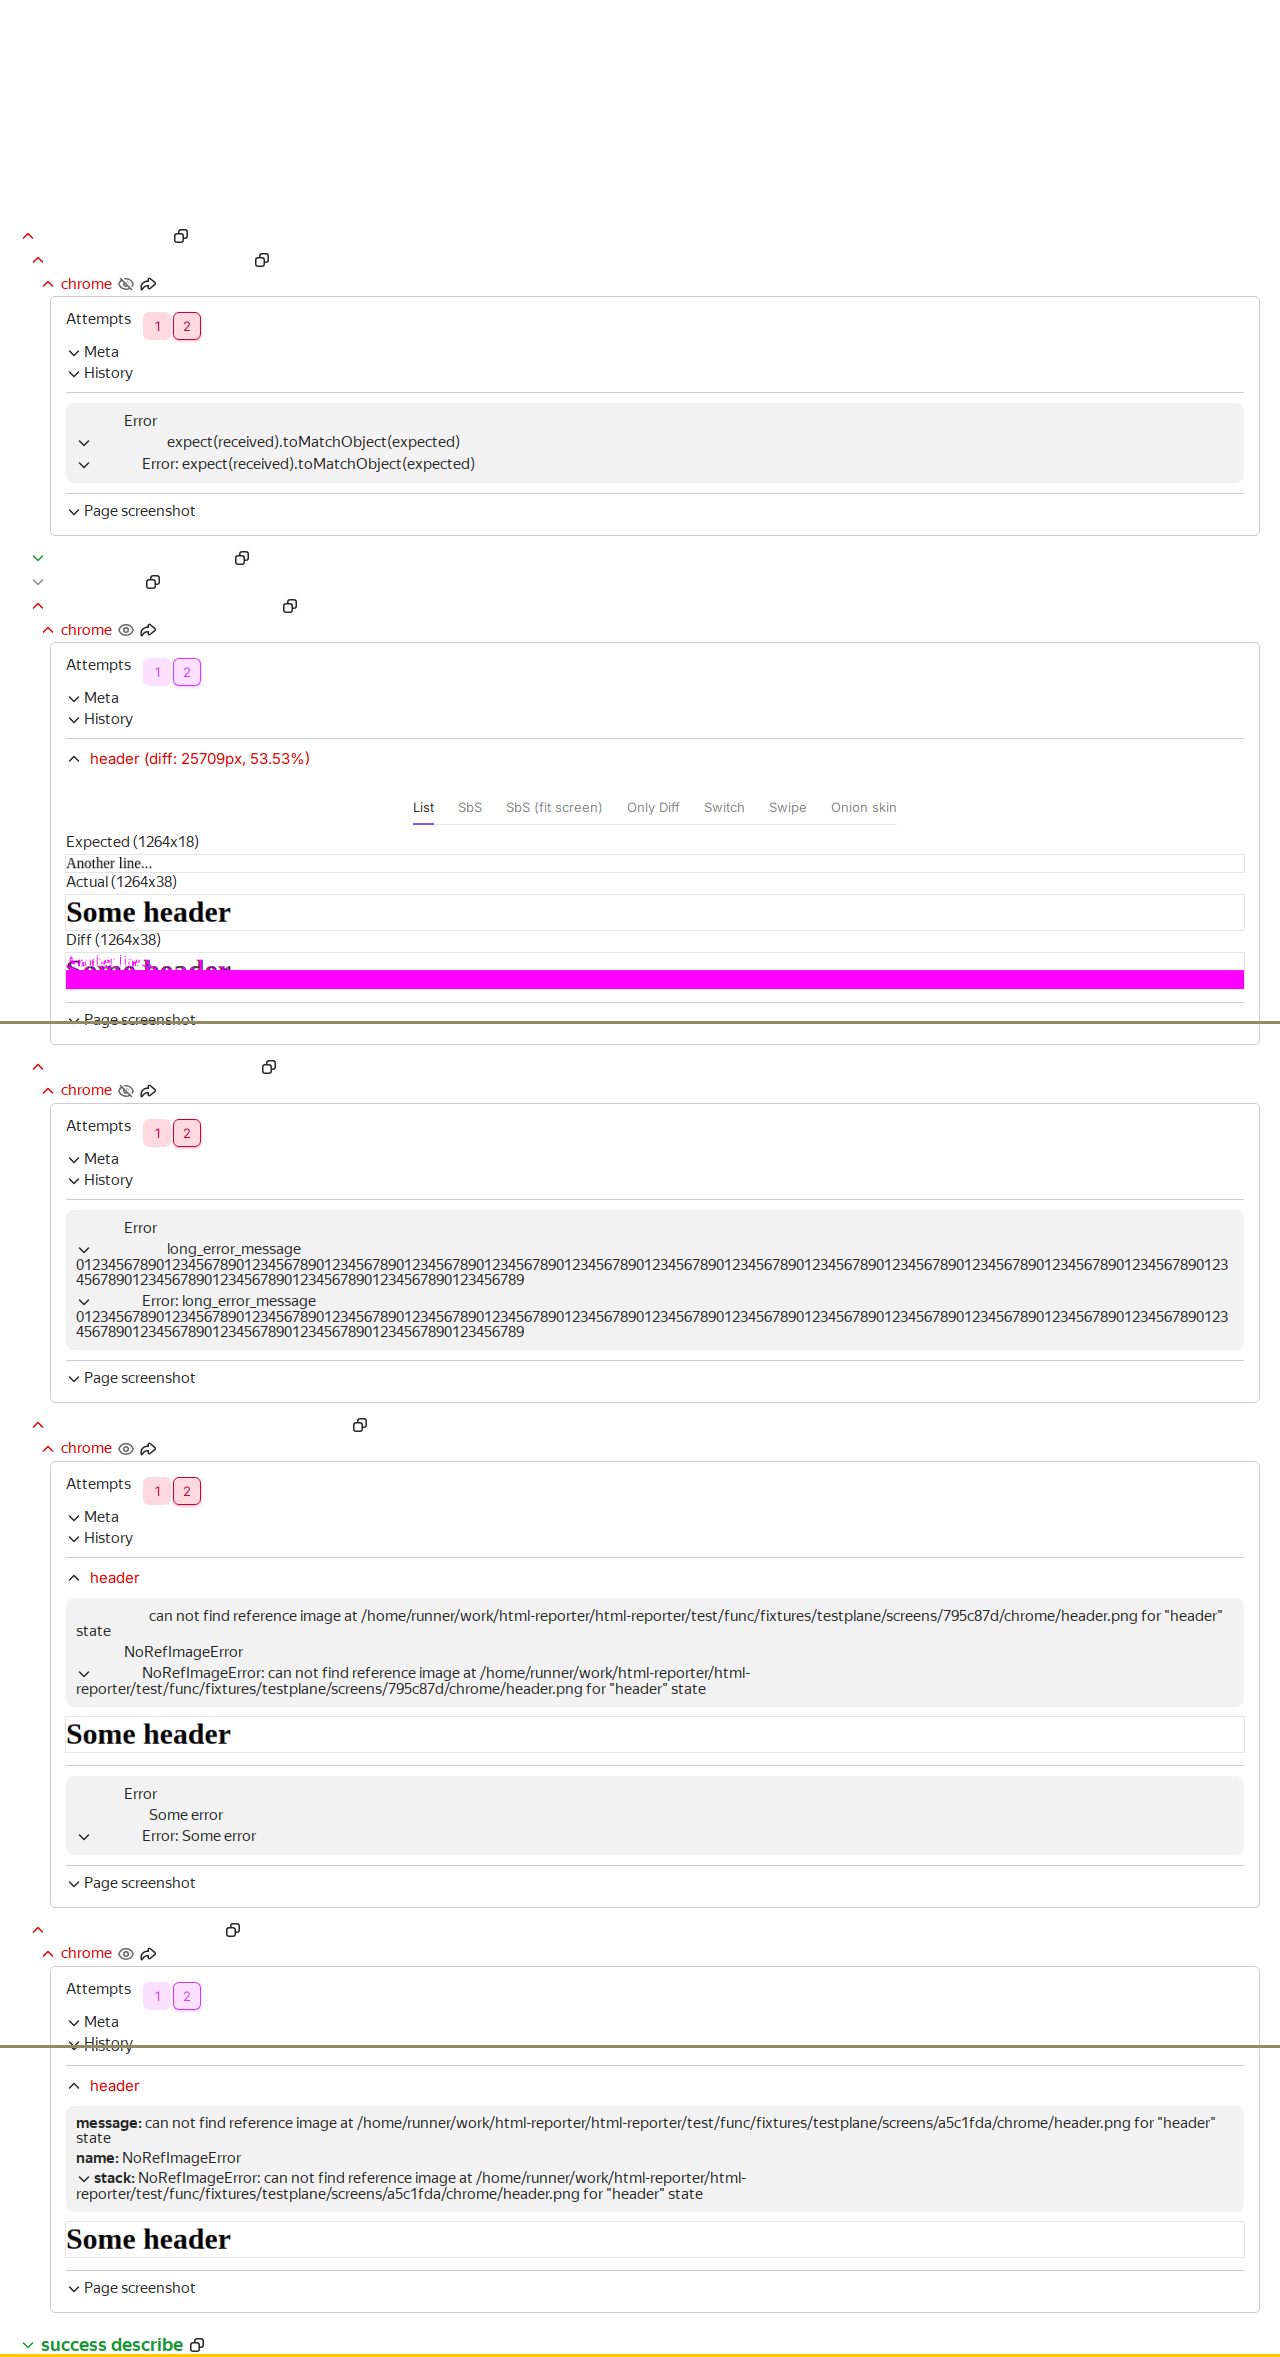 chrome
Attempts 1 2
Meta
History
Error
expect(received).toMatchObject(expected)
Error: expect(received).toMatchObject(expected)
Page screenshot
chrome
Attempts 1 2
Meta
History
header (diff: 25709px, 53.53%)
List SbS SbS (fit screen) Only Diff Switch Swipe Onion skin
Expected (1264x18)
Another line...
Actual (1264x38)
Some header
Diff (1264x38)
Page screenshot
chrome
Attempts 1 2
Meta
History
Error
long_error_message
012345678901234567890123456789012345678901234567890123456789012345678901234567890123456789012345678901234567890123456789012345678901234567890123
45678901234567890123456789012345678901234567890123456789
Error: long_error_message
012345678901234567890123456789012345678901234567890123456789012345678901234567890123456789012345678901234567890123456789012345678901234567890123
45678901234567890123456789012345678901234567890123456789
Page screenshot
chrome
Attempts 1 2
Meta
History
header
can not find reference image at /home/runner/work/html-reporter/html-reporter/test/func/fixtures/testplane/screens/795c87d/chrome/header.png for "header"
state
NoRefImageError
NoRefImageError: can not find reference image at /home/runner/work/html-reporter/html-
reporter/test/func/fixtures/testplane/screens/795c87d/chrome/header.png for "header" state
Some header
Error
Some error
Error: Some error
Page screenshot
chrome
Attempts 1 2
Meta
History
header
message: can not find reference image at /home/runner/work/html-reporter/html-reporter/test/func/fixtures/testplane/screens/a5c1fda/chrome/header.png for "header"
state
name: NoRefImageError
stack: NoRefImageError: can not find reference image at /home/runner/work/html-reporter/html-
reporter/test/func/fixtures/testplane/screens/a5c1fda/chrome/header.png for "header" state
Some header
Page screenshot
success describe